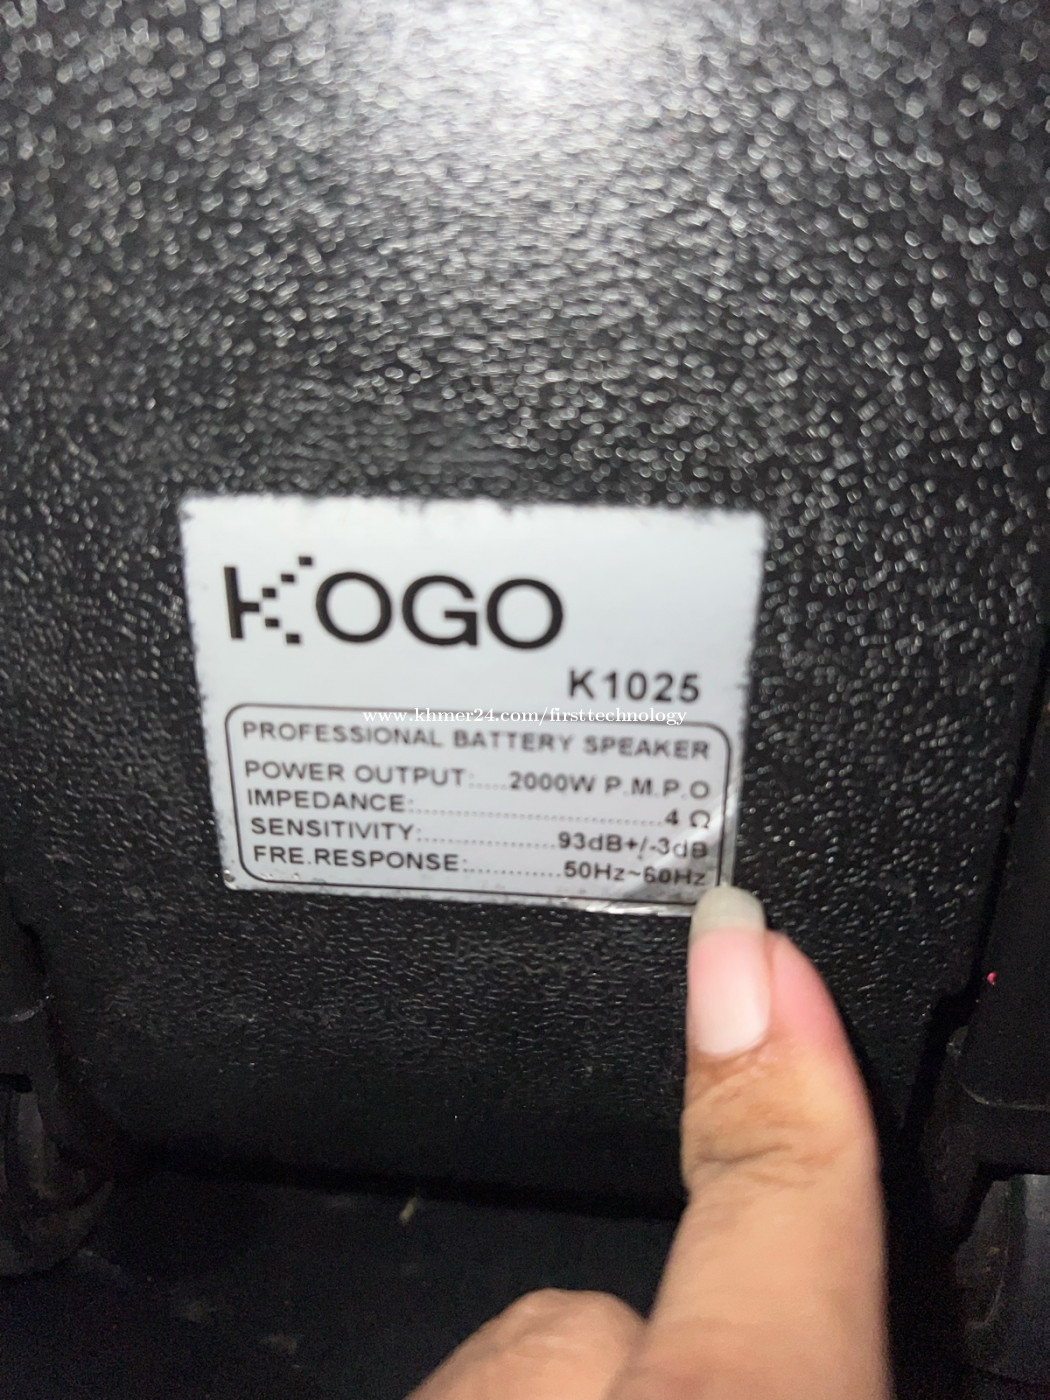 KOGO
K1025
www.khmer24.com/firsttechnology
PROFESSIONAL BATTERY SPEAKER
POWER OUTPUT:.....2000W P.M.P.O
IMPEDANCE:..............................4 Ω
SENSITIVITY:................93dB+/-3dB
FRE.RESPONSE:............50Hz~60Hz